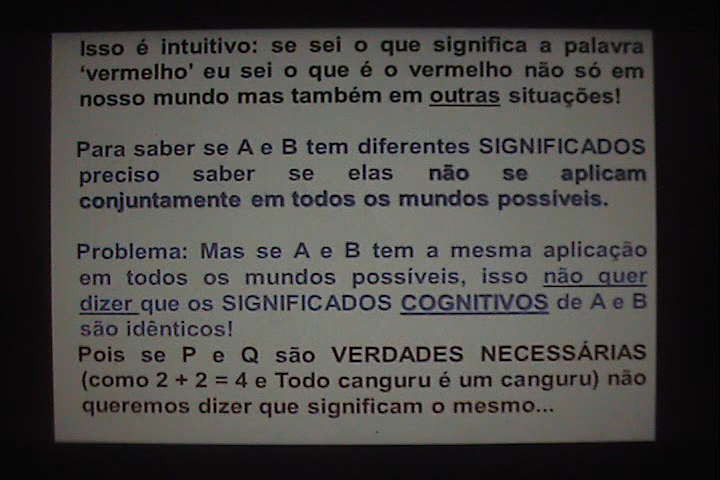 Isso é intuitivo: se sei o que significa a palavra
‘vermelho’ eu sei o que é o vermelho não só em
nosso mundo mas também em outras situações!
Para saber se A e B tem diferentes SIGNIFICADOS
preciso saber se elas não se aplicam
conjuntamente em todos os mundos possíveis.
Problema: Mas se A e B tem a mesma aplicação
em todos os mundos possíveis, isso não quer
dizer que os SIGNIFICADOS COGNITIVOS de A e B
são idênticos!
Pois se P e Q são VERDADES NECESSÁRIAS
(como 2 + 2 = 4 e Todo canguru é um canguru) não
queremos dizer que significam o mesmo...